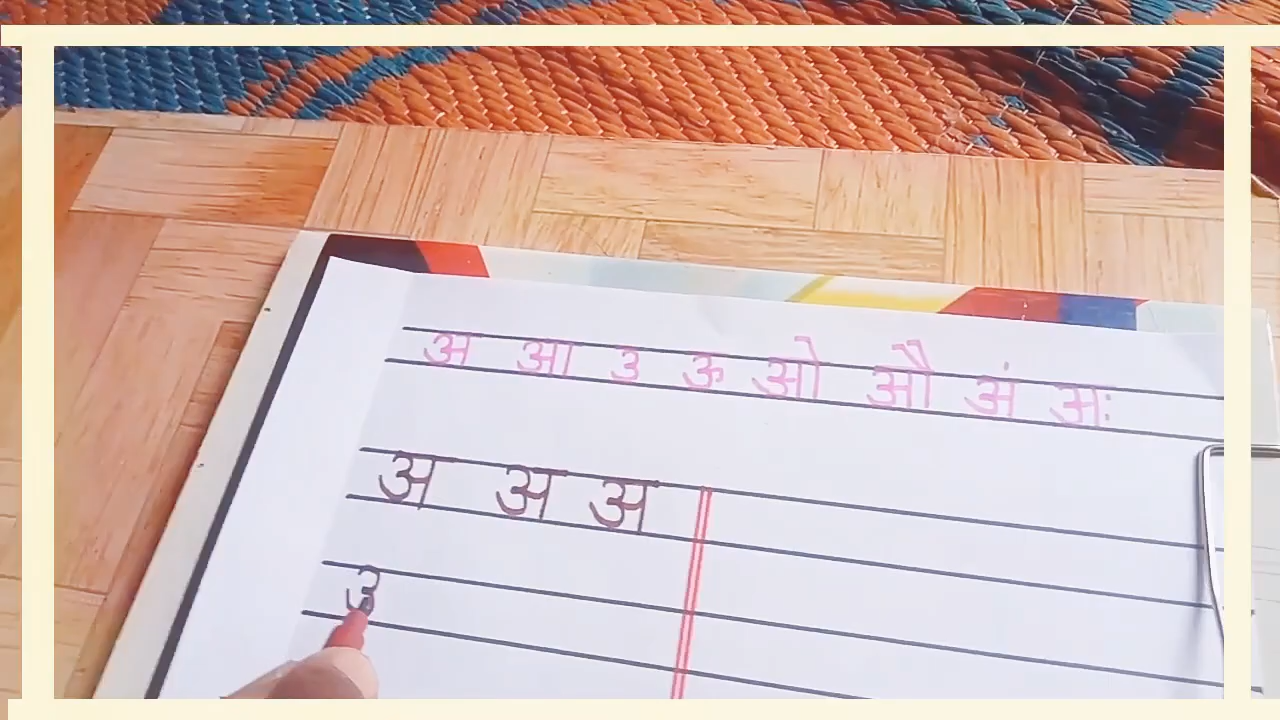 अ आ उ ऊ ओ औ अं अः
अ अ अ
उ